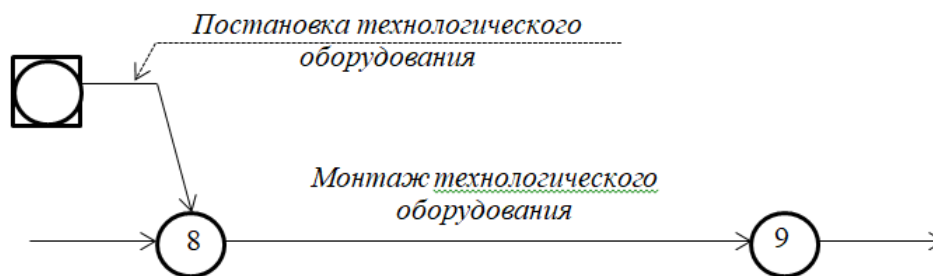 Постановка технологического
оборудования
Монтаж технологического
оборудования
8
9